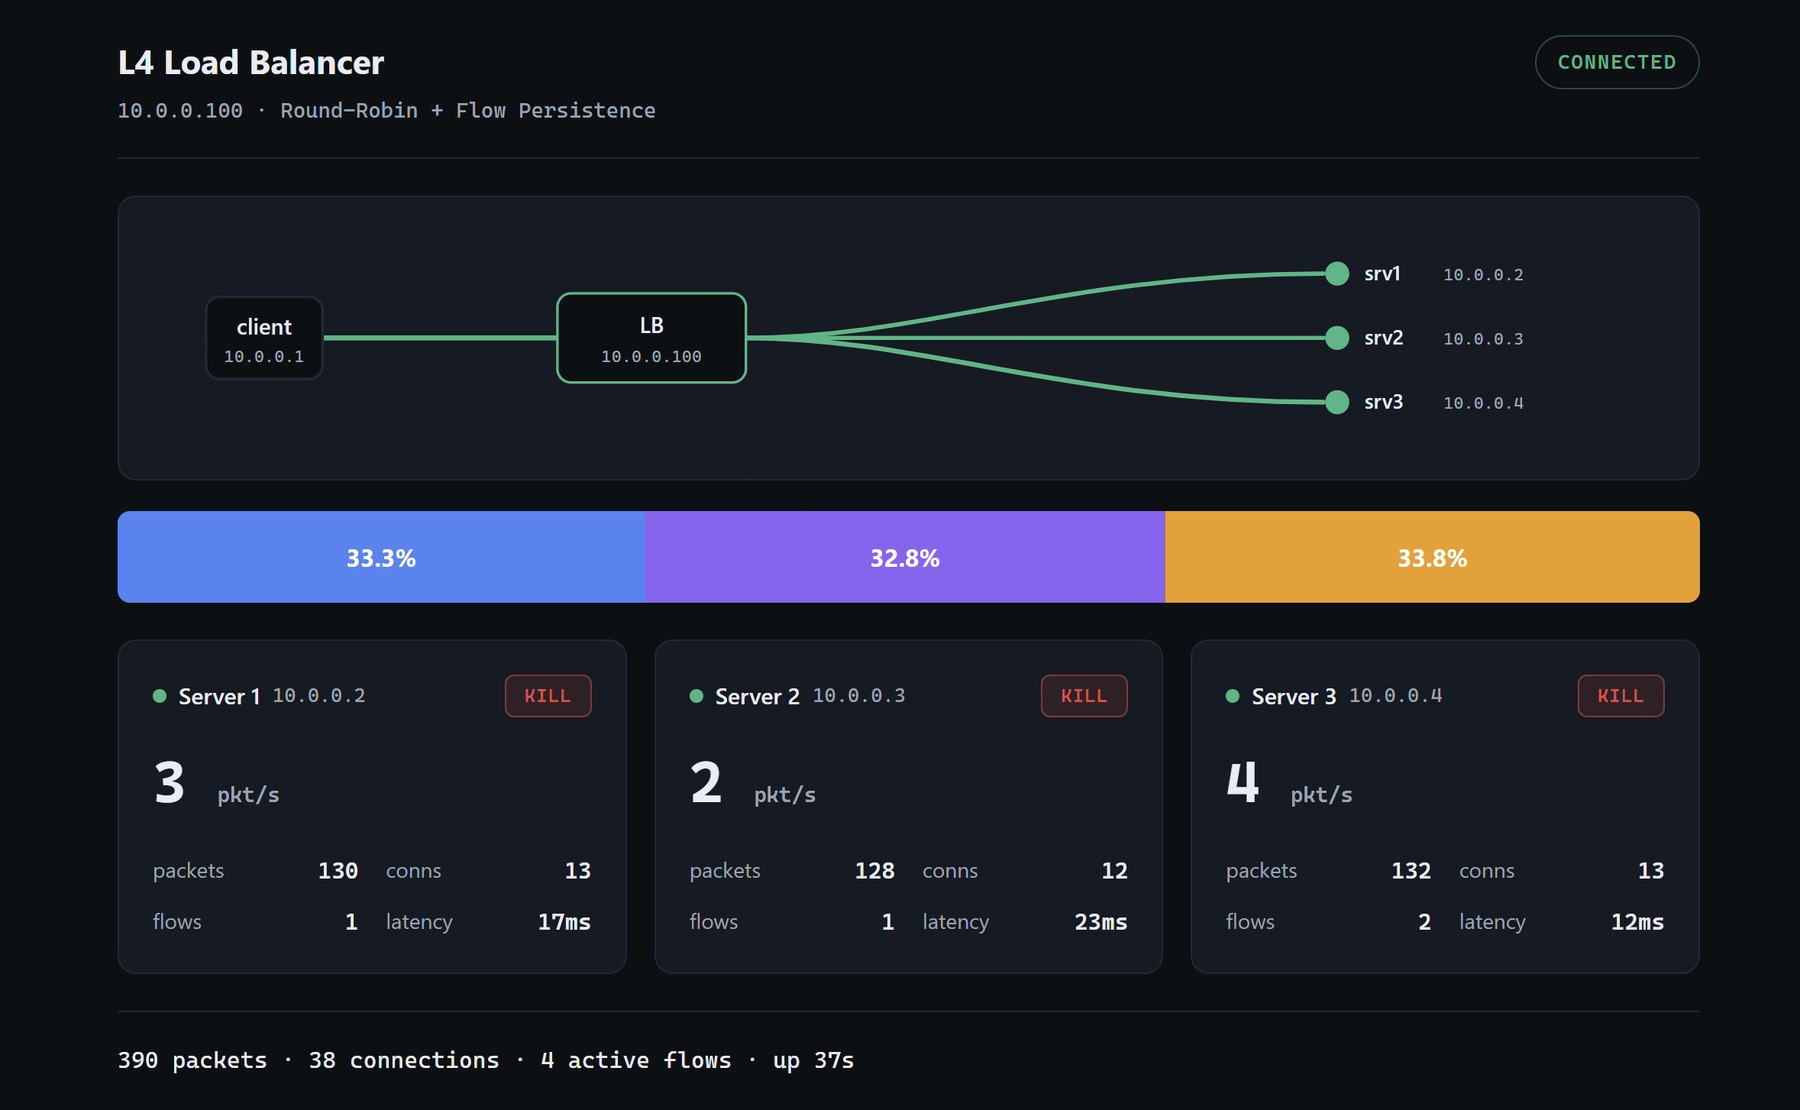 L4 Load Balancer
CONNECTED
10.0.0.100 · Round-Robin + Flow Persistence
client
10.0.0.1
LB
10.0.0.100
srv1 10.0.0.2
srv2 10.0.0.3
srv3 10.0.0.4
33.3% 32.8% 33.8%
Server 1 10.0.0.2 KILL
3 pkt/s
packets 130 conns 13
flows 1 latency 17ms
Server 2 10.0.0.3 KILL
2 pkt/s
packets 128 conns 12
flows 1 latency 23ms
Server 3 10.0.0.4 KILL
4 pkt/s
packets 132 conns 13
flows 2 latency 12ms
390 packets · 38 connections · 4 active flows · up 37s